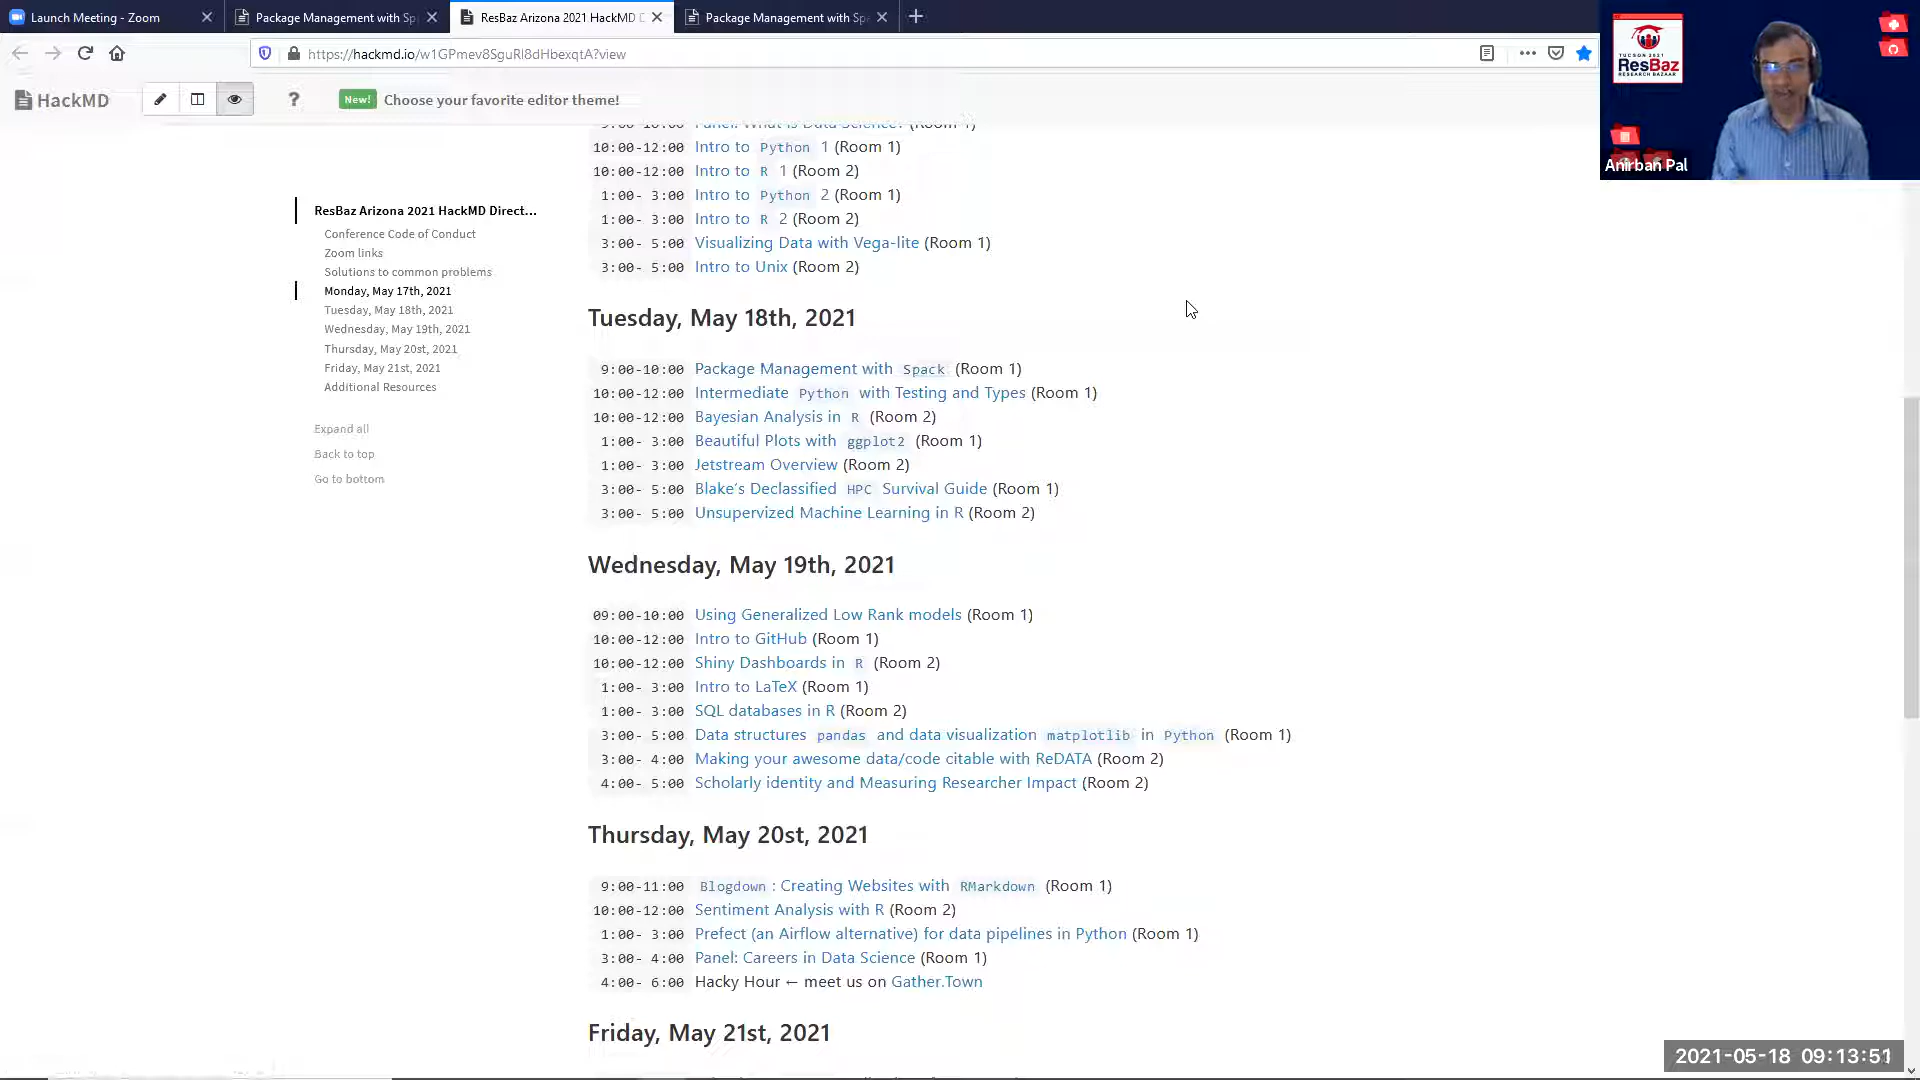 Launch Meeting - Zoom
Package Management with Sp
ResBaz Arizona 2021 HackMD D
Package Management with Sp
https://hackmd.io/w1GPmev8SguRl8dHbexqtA?view
HackMD
?
New! Choose your favorite editor theme!
TUCSON 2021
ResBaz
RESEARCH BAZAAR
Anirban Pal
ResBaz Arizona 2021 HackMD Direct...
Conference Code of Conduct
Zoom links
Solutions to common problems
Monday, May 17th, 2021
Tuesday, May 18th, 2021
Wednesday, May 19th, 2021
Thursday, May 20st, 2021
Friday, May 21st, 2021
Additional Resources
Expand all
Back to top
Go to bottom
9:00-10:00 Panel: What is Data Science? (Room 1)
10:00-12:00 Intro to Python 1 (Room 1)
10:00-12:00 Intro to R 1 (Room 2)
1:00- 3:00 Intro to Python 2 (Room 1)
1:00- 3:00 Intro to R 2 (Room 2)
3:00- 5:00 Visualizing Data with Vega-lite (Room 1)
3:00- 5:00 Intro to Unix (Room 2)
Tuesday, May 18th, 2021
9:00-10:00 Package Management with Spack (Room 1)
10:00-12:00 Intermediate Python with Testing and Types (Room 1)
10:00-12:00 Bayesian Analysis in R (Room 2)
1:00- 3:00 Beautiful Plots with ggplot2 (Room 1)
1:00- 3:00 Jetstream Overview (Room 2)
3:00- 5:00 Blake's Declassified HPC Survival Guide (Room 1)
3:00- 5:00 Unsupervized Machine Learning in R (Room 2)
Wednesday, May 19th, 2021
09:00-10:00 Using Generalized Low Rank models (Room 1)
10:00-12:00 Intro to GitHub (Room 1)
10:00-12:00 Shiny Dashboards in R (Room 2)
1:00- 3:00 Intro to LaTeX (Room 1)
1:00- 3:00 SQL databases in R (Room 2)
3:00- 5:00 Data structures pandas and data visualization matplotlib in Python (Room 1)
3:00- 4:00 Making your awesome data/code citable with ReDATA (Room 2)
4:00- 5:00 Scholarly identity and Measuring Researcher Impact (Room 2)
Thursday, May 20st, 2021
9:00-11:00 Blogdown : Creating Websites with RMarkdown (Room 1)
10:00-12:00 Sentiment Analysis with R (Room 2)
1:00- 3:00 Prefect (an Airflow alternative) for data pipelines in Python (Room 1)
3:00- 4:00 Panel: Careers in Data Science (Room 1)
4:00- 6:00 Hacky Hour ← meet us on Gather.Town
Friday, May 21st, 2021
2021-05-18 09:13:51